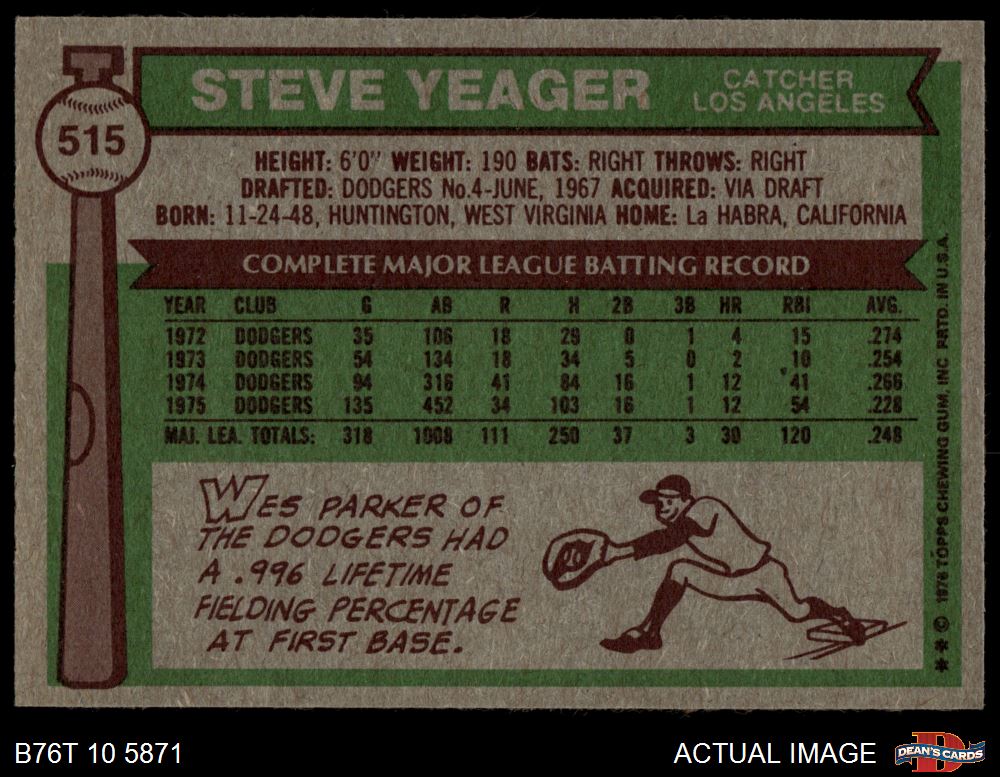 STEVE YEAGER
CATCHER
LOS ANGELES
515
HEIGHT: 6'0" WEIGHT: 190 BATS: RIGHT THROWS: RIGHT
DRAFTED: DODGERS No.4-JUNE, 1967 ACQUIRED: VIA DRAFT
BORN: 11-24-48, HUNTINGTON, WEST VIRGINIA HOME: La HABRA, CALIFORNIA
COMPLETE MAJOR LEAGUE BATTING RECORD
YEAR CLUB G AB R H 2B 3B HR RBI AVG.
1972 DODGERS 35 106 18 29 0 1 4 15 .274
1973 DODGERS 54 134 18 34 5 0 2 10 .254
1974 DODGERS 94 316 41 84 16 1 12 41 .266
1975 DODGERS 135 452 34 103 16 1 12 54 .228
MAJ. LEA. TOTALS: 318 1008 111 250 37 3 30 120 .248
WES PARKER OF
THE DODGERS HAD
A .996 LIFETIME
FIELDING PERCENTAGE
AT FIRST BASE.
** © 1976 TOPPS CHEWING GUM, INC. PRTD. IN U.S.A.
B76T 10 5871
ACTUAL IMAGE
D
DEAN'S CARDS